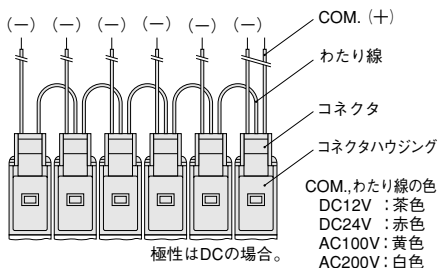 (－) (－) (－) (－) (－) (－)
COM. (＋)
わたり線
コネクタ
コネクタハウジング
COM.,わたり線の色
DC12V ：茶色
DC24V ：赤色
AC100V：黄色
AC200V：白色
極性はDCの場合。